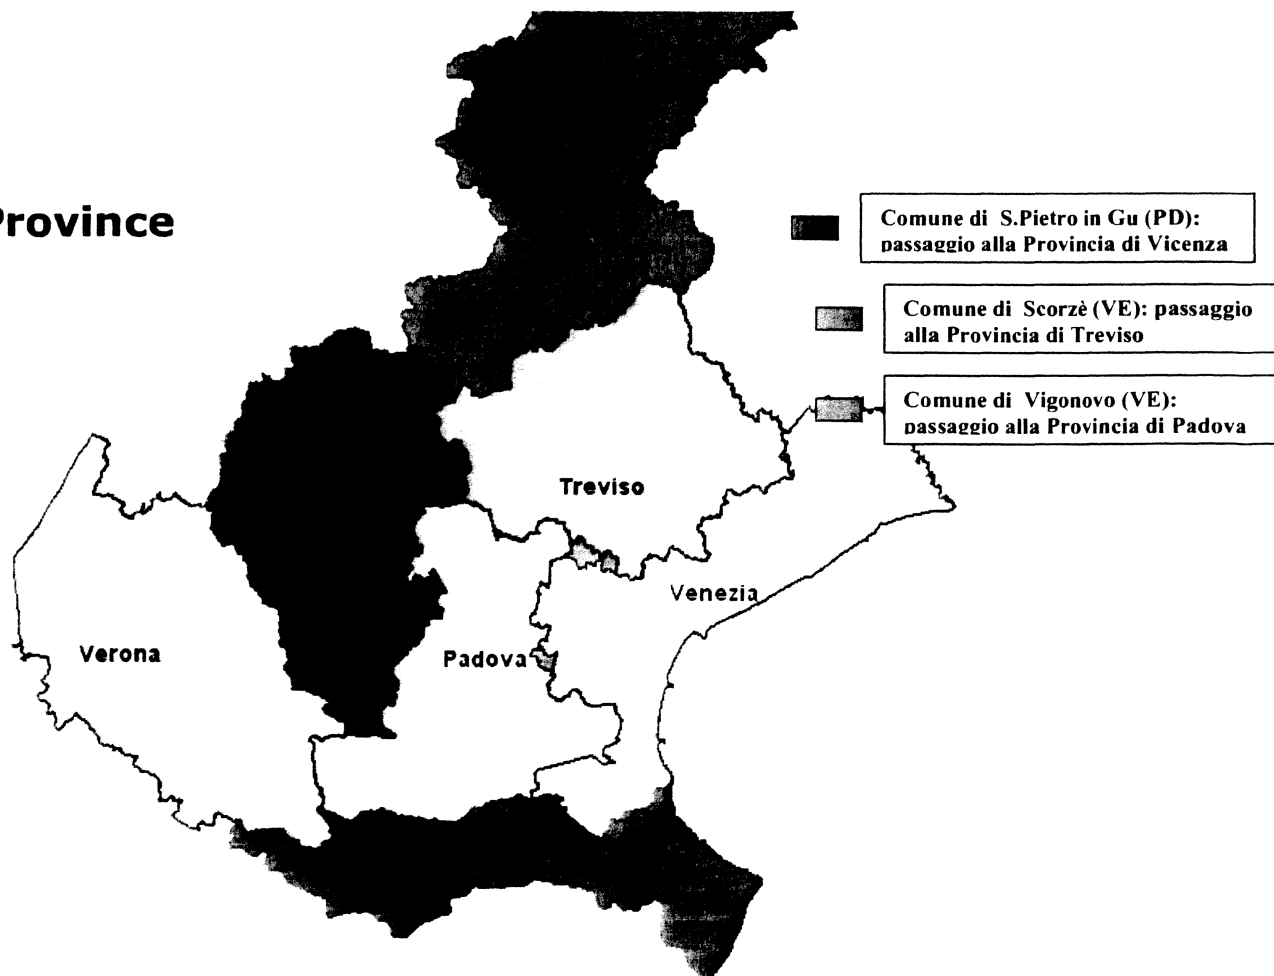 Province
Comune di S.Pietro in Gu (PD):
passaggio alla Provincia di Vicenza
Comune di Scorzè (VE): passaggio
alla Provincia di Treviso
Comune di Vigonovo (VE):
passaggio alla Provincia di Padova
Treviso
Venezia
Verona
Padova